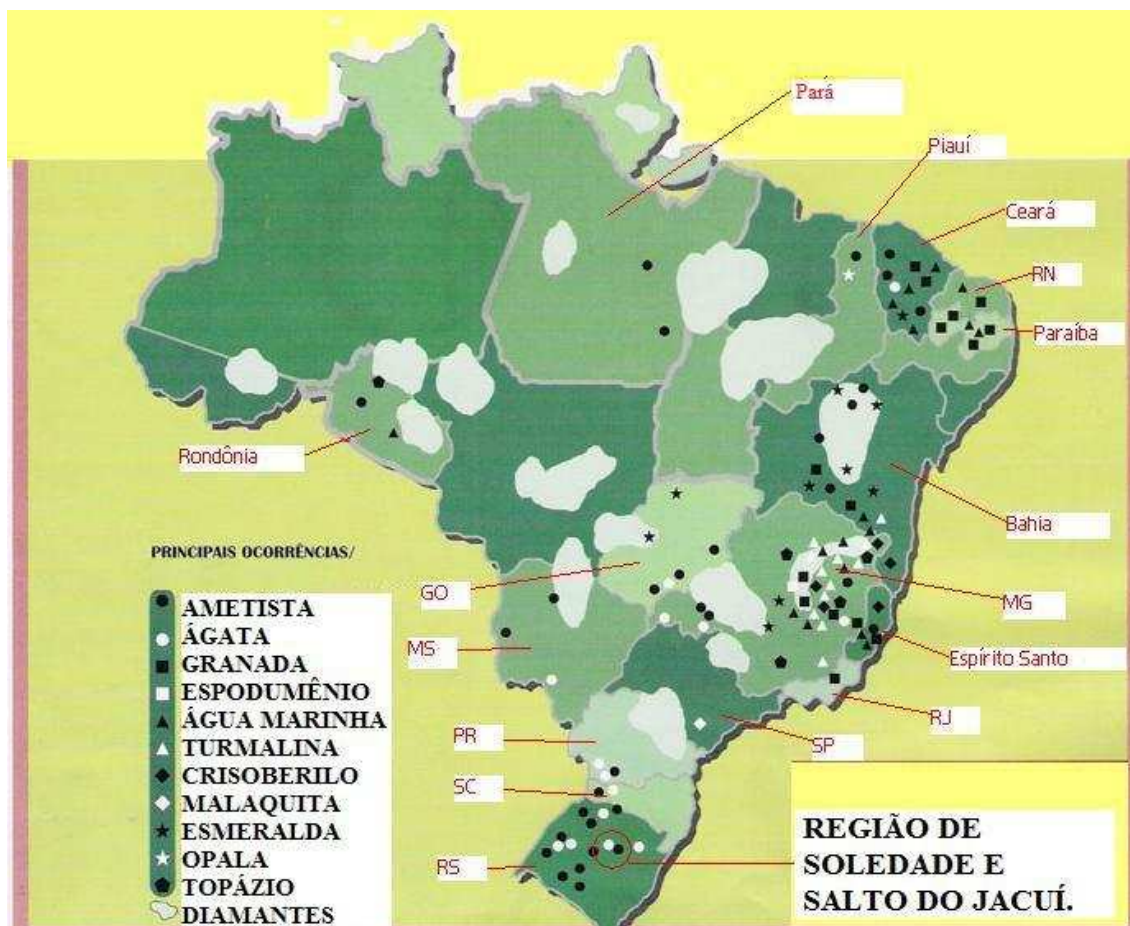 Pará
Piauí
Ceará
RN
Paraíba
Rondônia
Bahia
PRINCIPAIS OCORRÊNCIAS/
AMETISTA
ÁGATA
GRANADA
ESPODUMÊNIO
ÁGUA MARINHA
TURMALINA
CRISOBERILO
MALAQUITA
ESMERALDA
OPALA
TOPÁZIO
DIAMANTES
GO
MS
MG
Espírito Santo
RJ
SP
PR
SC
RS
REGIÃO DE
SOLEDADE E
SALTO DO JACUÍ.